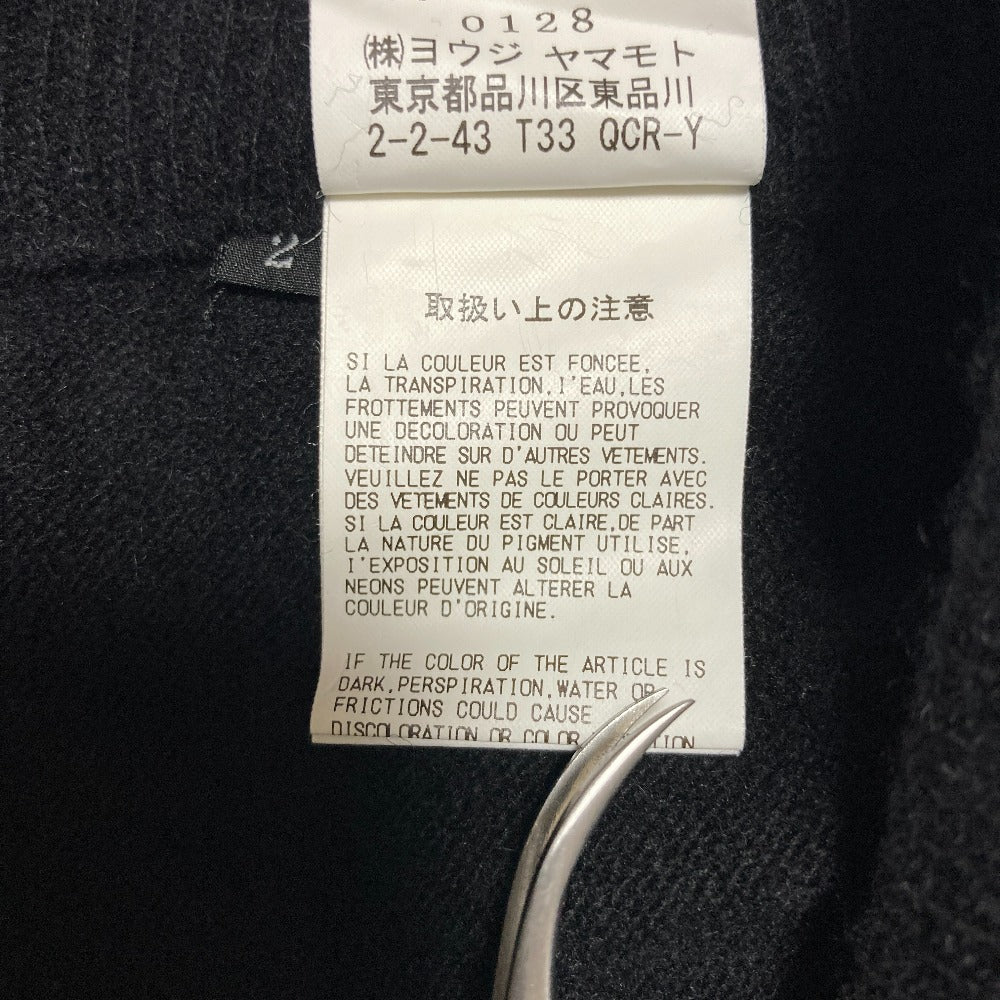 0128
㈱ヨウジ ヤマモト
東京都品川区東品川
2-2-43 T33 QCR-Y
2
取扱い上の注意
SI LA COULEUR EST FONCEE,
LA TRANSPIRATION,I'EAU,LES
FROTTEMENTS PEUVENT PROVOQUER
UNE DECOLORATION OU PEUT
DETEINDRE SUR D'AUTRES VETEMENTS.
VEUILLEZ NE PAS LE PORTER AVEC
DES VETEMENTS DE COULEURS CLAIRES.
SI LA COULEUR EST CLAIRE,DE PART
LA NATURE DU PIGMENT UTILISE,
I'EXPOSITION AU SOLEIL OU AUX
NEONS PEUVENT ALTERER LA
COULEUR D'ORIGINE.
IF THE COLOR OF THE ARTICLE IS
DARK,PERSPIRATION,WATER OR
FRICTIONS COULD CAUSE
DISCOLORATION OR COLOR